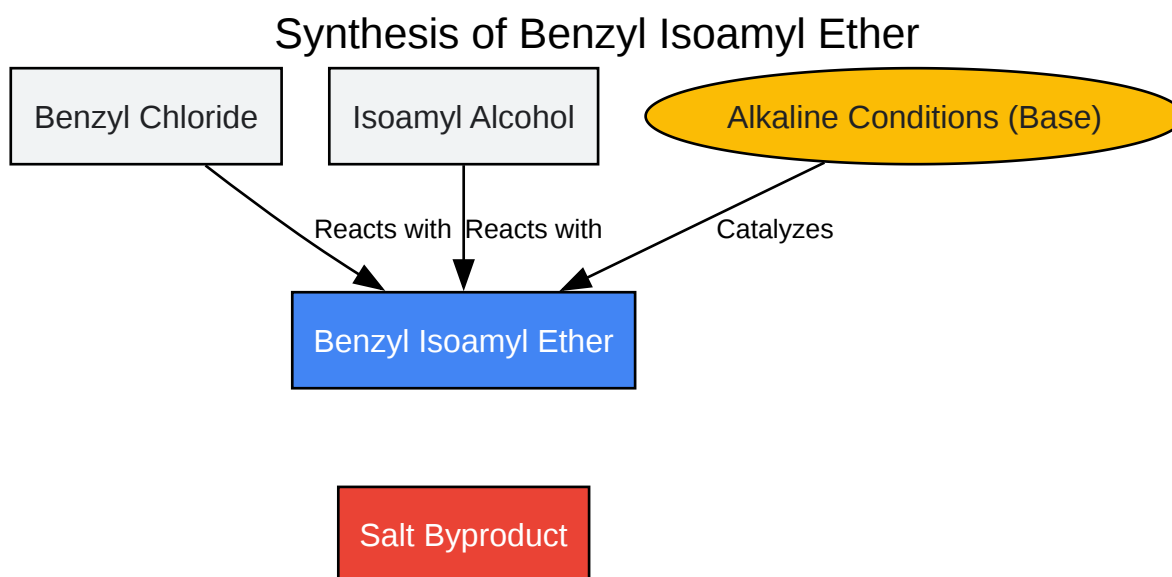 Synthesis of Benzyl Isoamyl Ether
Benzyl Chloride
Isoamyl Alcohol
Alkaline Conditions (Base)
Reacts with
Reacts with
Catalyzes
Benzyl Isoamyl Ether
Salt Byproduct